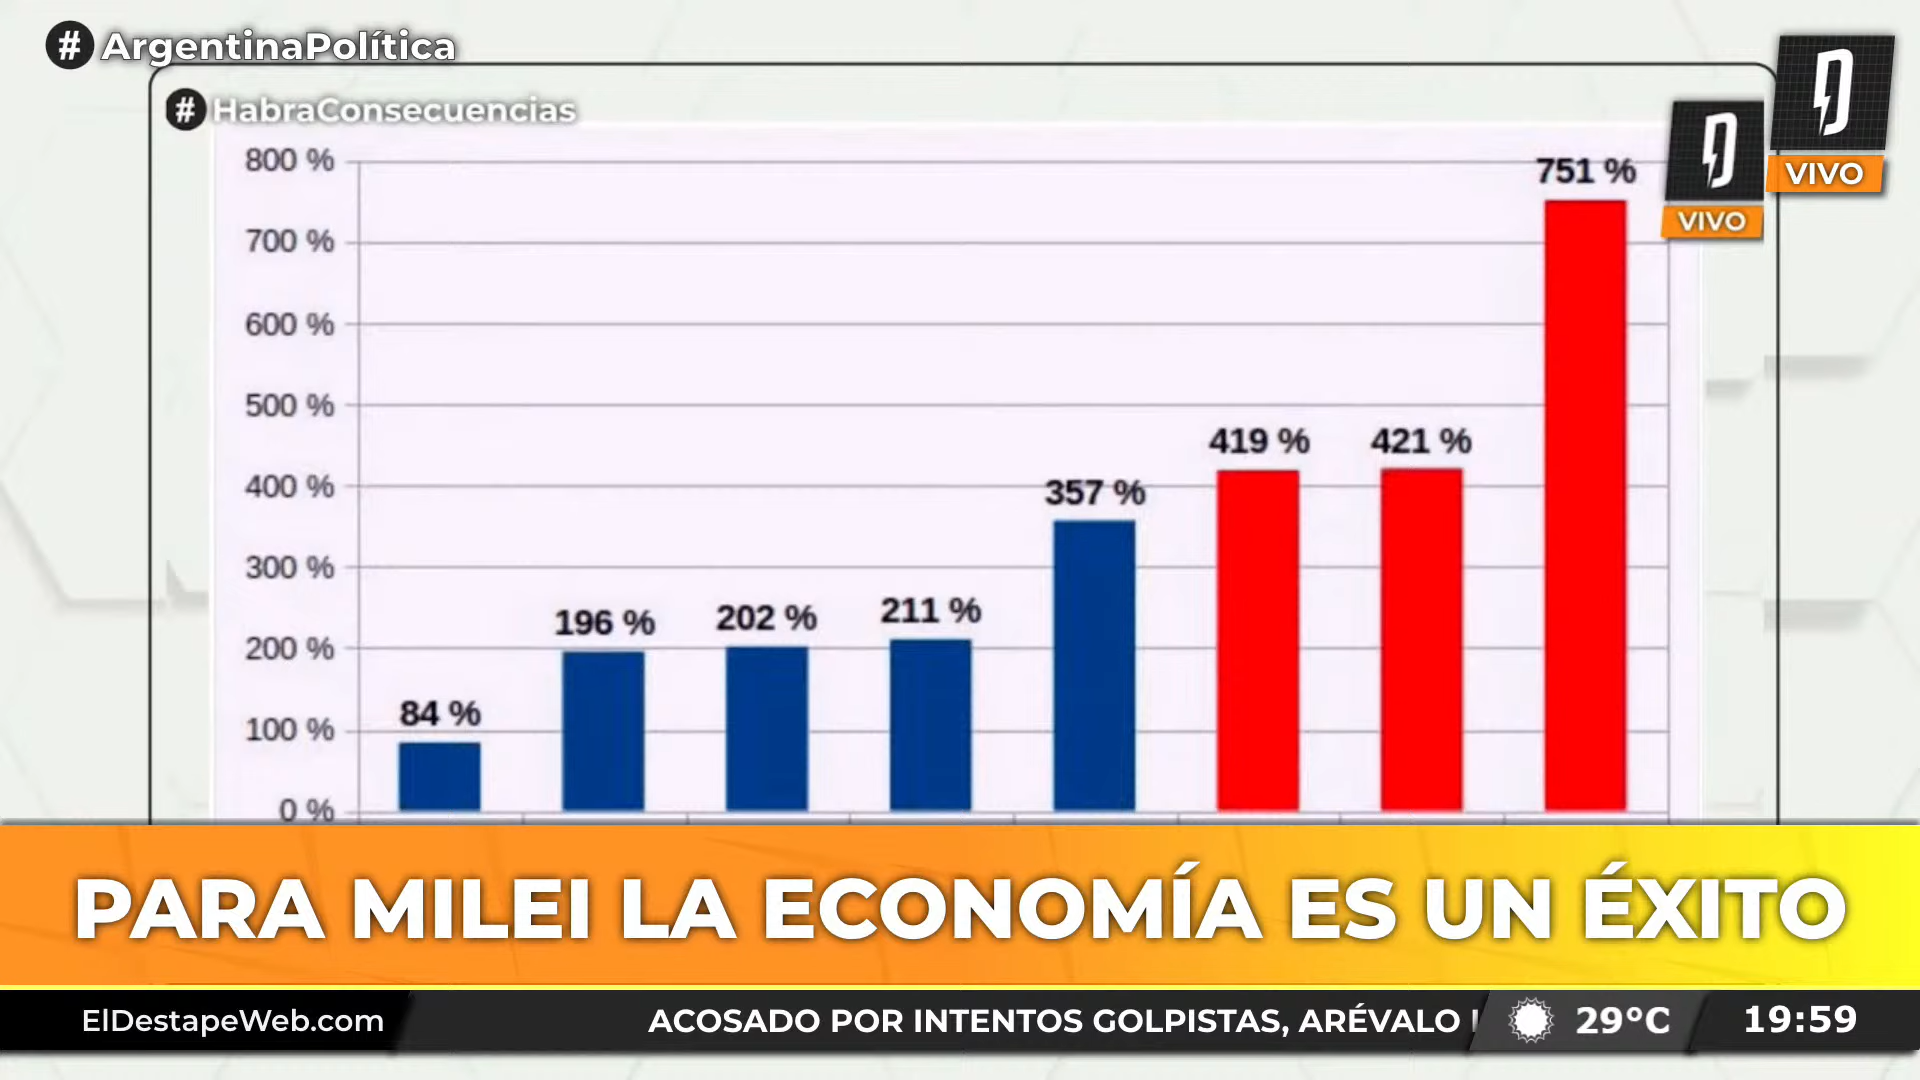 # ArgentinaPolítica
# HabraConsecuencias
VIVO
VIVO
800 %
700 %
600 %
500 %
400 %
300 %
200 %
100 %
0 %
84 %
196 %
202 %
211 %
357 %
419 %
421 %
751 %
PARA MILEI LA ECONOMÍA ES UN ÉXITO
ElDestapeWeb.com
ACOSADO POR INTENTOS GOLPISTAS, ARÉVALO
29°C
19:59